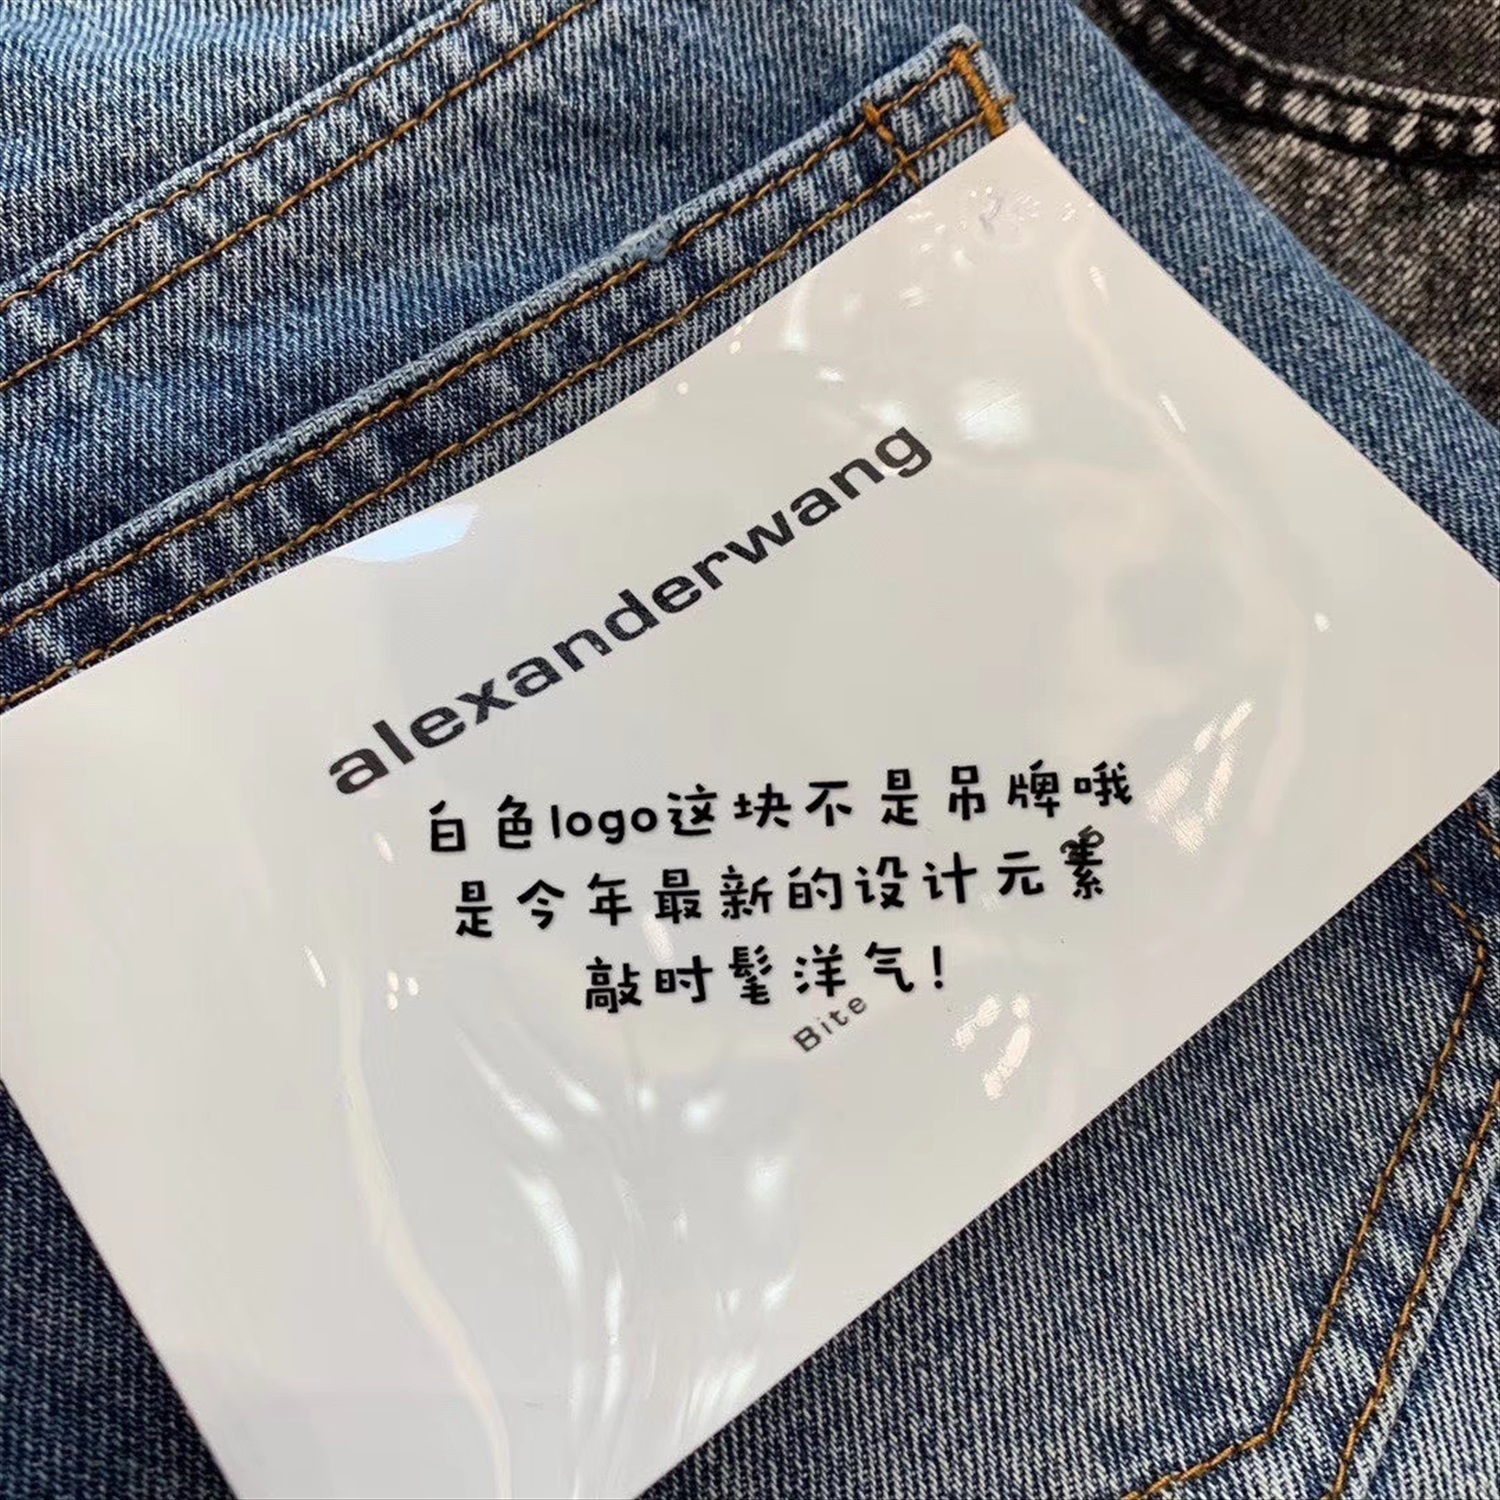 alexanderwang
白色logo这块不是吊牌哦
26
是今年最新的设计元素
敲时髦洋气！
Bite